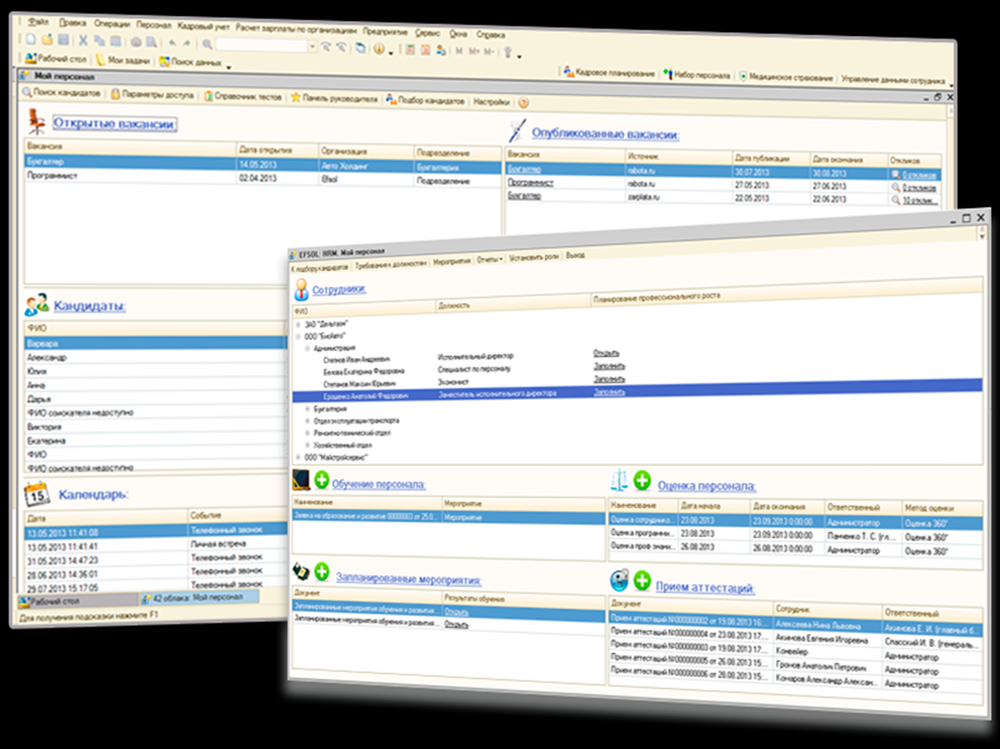 Файл Правка Операции Персонал Кадровый учет Расчет зарплаты по организациям Предприятие Сервис Окна Справка
M M+ M-
Рабочий стол Мои задачи Поиск данных
Кадровое планирование Набор персонала Медицинское страхование Управление данными сотрудника
Мой персонал
Поиск кандидатов Параметры доступа Справочник тестов Панель руководителя Подбор кандидатов Настройки
Открытые вакансии:
Вакансия Дата открытия Организация Подразделение
Бухгалтер 14.05.2013 Авто Холдинг Бухгалтерия
Программист 02.04.2013 Efsol Подразделение
Опубликованные вакансии:
Вакансия Источник Дата публикации Дата окончания Откликов
Бухгалтер rabota.ru 30.07.2013 30.08.2013 0 откликов
Программист rabota.ru 27.05.2013 27.06.2013 0 откликов
Бухгалтер zarplata.ru 22.05.2013 22.06.2013 10 отклик...
Кандидаты:
ФИО
Варвара
Александр
Юлия
Анна
Дарья
ФИО соискателя недоступно
Виктория
Екатерина
ФИО
ФИО соискателя недоступно
15
Календарь:
Дата Событие
13.05.2013 11:41:08 Телефонный звонок
13.05.2013 11:41:41 Личная встреча
31.05.2013 14:47:23 Телефонный звонок
28.06.2013 14:36:01 Телефонный звонок
29.07.2013 15:17:05 Телефонный звонок
Рабочий стол 42 облака: Мой персонал
Для получения подсказки нажмите F1
EFSOL: HRM. Мой персонал
К подбору кандидатов Требования к должностям Мероприятия Отчеты Установить роли Выход
Сотрудники:
ФИО Должность Планирование профессионального роста
ЗАО "Дельтаон"
ООО "БиоАвто"
Администрация
Степнов Иван Андреевич Исполнительный директор Открыть
Белова Екатерина Федоровна Специалист по персоналу Заполнить
Степанов Максим Юрьевич Экономист Заполнить
Ерошенко Анатолий Федорович Заместитель исполнительного директора Заполнить
Бухгалтерия
Отдел эксплуатации транспорта
Ремонтно-технический отдел
Хозяйственный отдел
ООО "Майстройсервис"
Обучение персонала:
Наименование Мероприятие
Заявка на образование и развитие 00000003 от 25.0... Мероприятие
Оценка персонала:
Наименование Дата начала Дата окончания Ответственный Метод оценки
Оценка сотруднико... 23.08.2013 23.09.2013 0:00:00 Администратор Оценка 360°
Оценка программи... 23.08.2013 23.09.2013 0:00:00 Панченко Т. С. (гл... Оценка 360°
Оценка проф знани... 26.08.2013 26.08.2013 0:00:00 Администратор Оценка 360°
Запланированные мероприятия:
Документ Результаты обучения
Запланированные мероприятия обучения и развития ... Открыть
Запланированные мероприятия обучения и развития ... Открыть
Прием аттестаций:
Документ Сотрудник Ответственный
Прием аттестаций №000000002 от 19.08.2013 16:... Алексеева Нина Львовна Акинова Е. И. (главный б...
Прием аттестаций №000000004 от 23.08.2013 17:... Акинова Евгения Игоревна Спасский И. В. (генераль...
Прием аттестаций №000000003 от 19.08.2013 17:... Конвейер Администратор
Прием аттестаций №000000005 от 26.08.2013 15:... Громов Анатолич Петрович Администратор
Прием аттестаций №000000006 от 28.08.2013 15:... Комаров Александр Алексан... Администратор